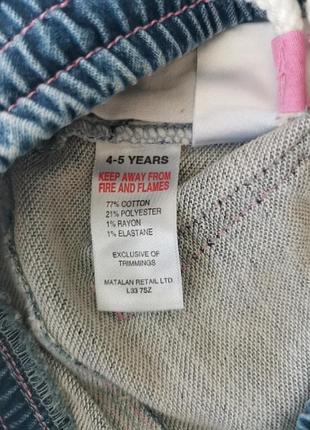 4-5 YEARS
KEEP AWAY FROM
FIRE AND FLAMES
77% COTTON
21% POLYESTER
1% RAYON
1% ELASTANE
EXCLUSIVE OF
TRIMMINGS
MATALAN RETAIL LTD
L33 7SZ